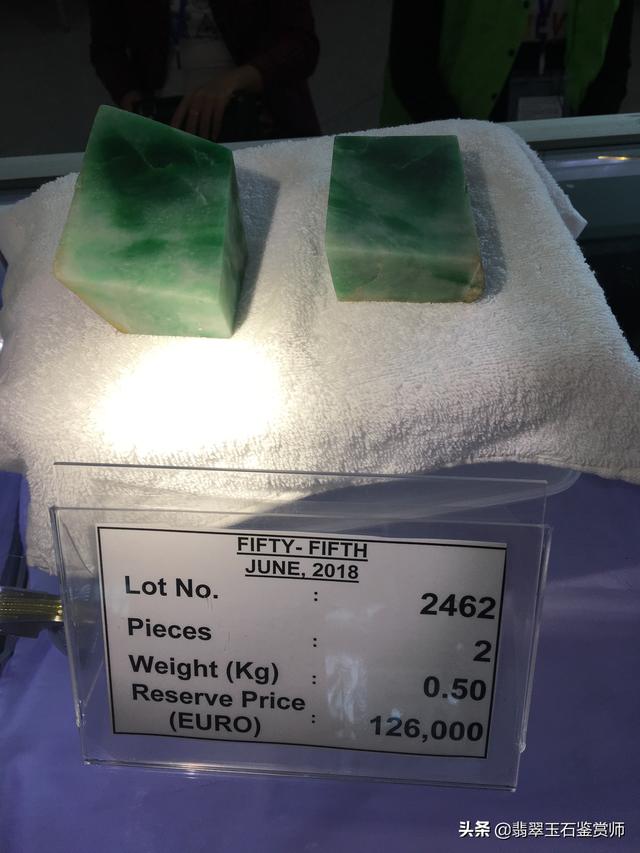 FIFTY- FIFTH
JUNE, 2018
Lot No. : 2462
Pieces : 2
Weight (Kg) : 0.50
Reserve Price
(EURO) : 126,000
头条 @翡翠玉石鉴赏师